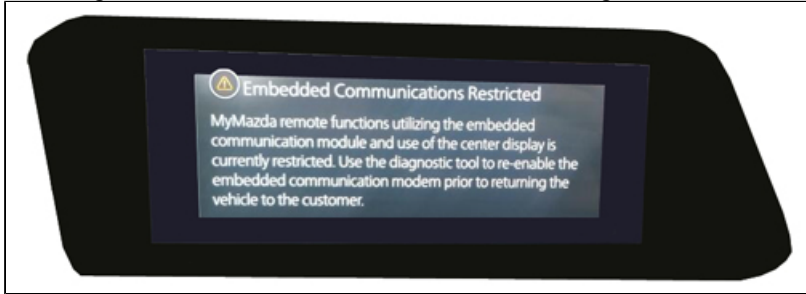 Embedded Communications Restricted
MyMazda remote functions utilizing the embedded
communication module and use of the center display is
currently restricted. Use the diagnostic tool to re-enable the
embedded communication modem prior to returning the
vehicle to the customer.